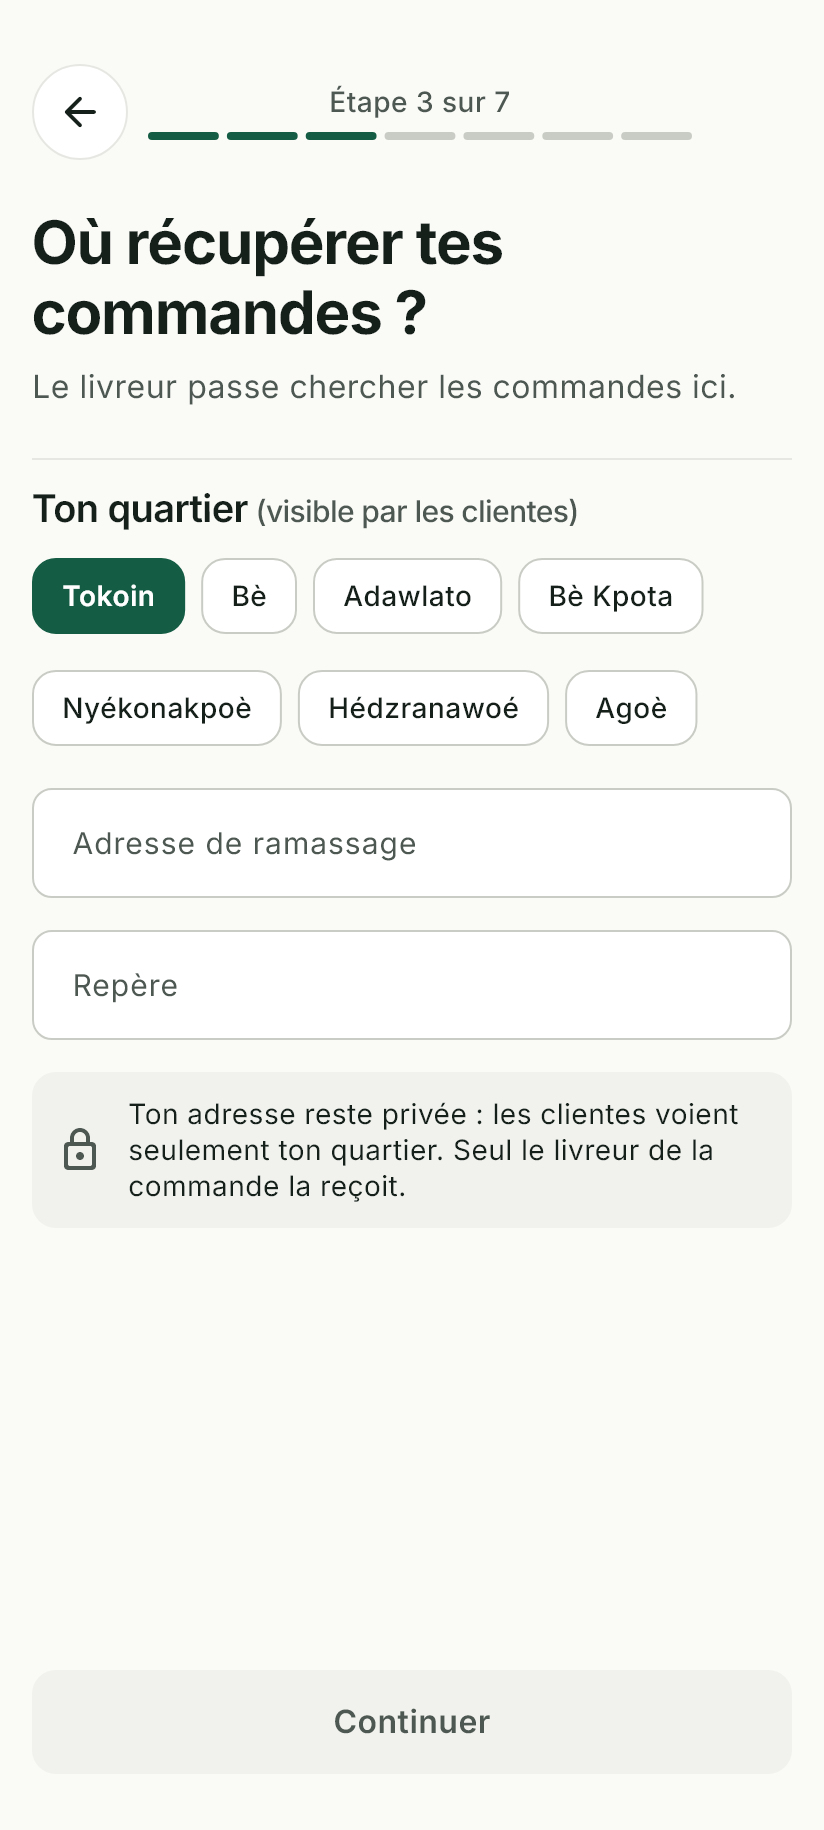 Étape 3 sur 7
Où récupérer tes
commandes ?
Le livreur passe chercher les commandes ici.
Ton quartier (visible par les clientes)
Tokoin Bè Adawlato Bè Kpota
Nyékonakpoè Hédzranawoé Agoè
Adresse de ramassage
Repère
Ton adresse reste privée : les clientes voient
seulement ton quartier. Seul le livreur de la
commande la reçoit.
Continuer